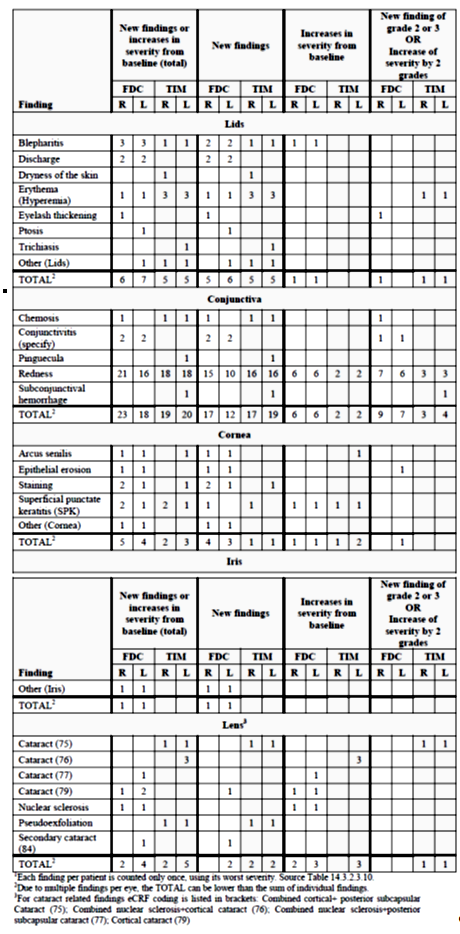 New findings or increases in severity from baseline (total) New findings Increases in severity from baseline New finding of grade 2 or 3 OR Increase of severity by 2 grades
FDC TIM FDC TIM FDC TIM FDC TIM
Finding R L R L R L R L R L R L R L R L
Lids
Blepharitis 3 3 1 1 2 2 1 1 1 1
Discharge 2 2 2 2
Dryness of the skin 1 1
Erythema (Hyperemia) 1 1 3 3 1 1 3 3 1 1
Eyelash thickening 1 1 1
Ptosis 1 1
Trichiasis 1 1
Other (Lids) 1 1 1 1 1 1
TOTAL² 6 7 5 5 5 6 5 5 1 1 1 1 1
Conjunctiva
Chemosis 1 1 1 1 1 1 1
Conjunctivitis (specify) 2 2 2 2 1 1
Pinguecula 1 1
Redness 21 16 18 18 15 10 16 16 6 6 2 2 7 6 3 3
Subconjunctival hemorrhage 1 1 1
TOTAL² 23 18 19 20 17 12 17 19 6 6 2 2 9 7 3 4
Cornea
Arcus senilis 1 1 1 1 1 1
Epithelial erosion 1 1 1 1 1
Staining 2 1 1 2 1 1
Superficial punctate keratitis (SPK) 2 1 2 1 1 1 1 1 1 1
Other (Cornea) 1 1 1 1
TOTAL² 5 4 2 3 4 3 1 1 1 1 1 2 1
Iris
New findings or increases in severity from baseline (total) New findings Increases in severity from baseline New finding of grade 2 or 3 OR Increase of severity by 2 grades
FDC TIM FDC TIM FDC TIM FDC TIM
Finding R L R L R L R L R L R L R L R L
Other (Iris) 1 1 1 1
TOTAL² 1 1 1 1
Lens³
Cataract (75) 1 1 1 1 1 1
Cataract (76) 3 3
Cataract (77) 1 1
Cataract (79) 1 2 1 1 1
Nuclear sclerosis 1 1 1 1
Pseudoexfoliation 1 1 1 1
Secondary cataract (84) 1 1
TOTAL² 2 4 2 5 2 2 2 2 3 3 1 1
¹Each finding per patient is counted only once, using its worst severity. Source Table 14.3.2.3.10.
²Due to multiple findings per eye, the TOTAL can be lower than the sum of individual findings.
³For cataract related findings eCRF coding is listed in brackets: Combined cortical+ posterior subcapsular
Cataract (75); Combined nuclear sclerosis+cortical cataract (76); Combined nuclear sclerosis+posterior
subcapsular cataract (77); Cortical cataract (79)